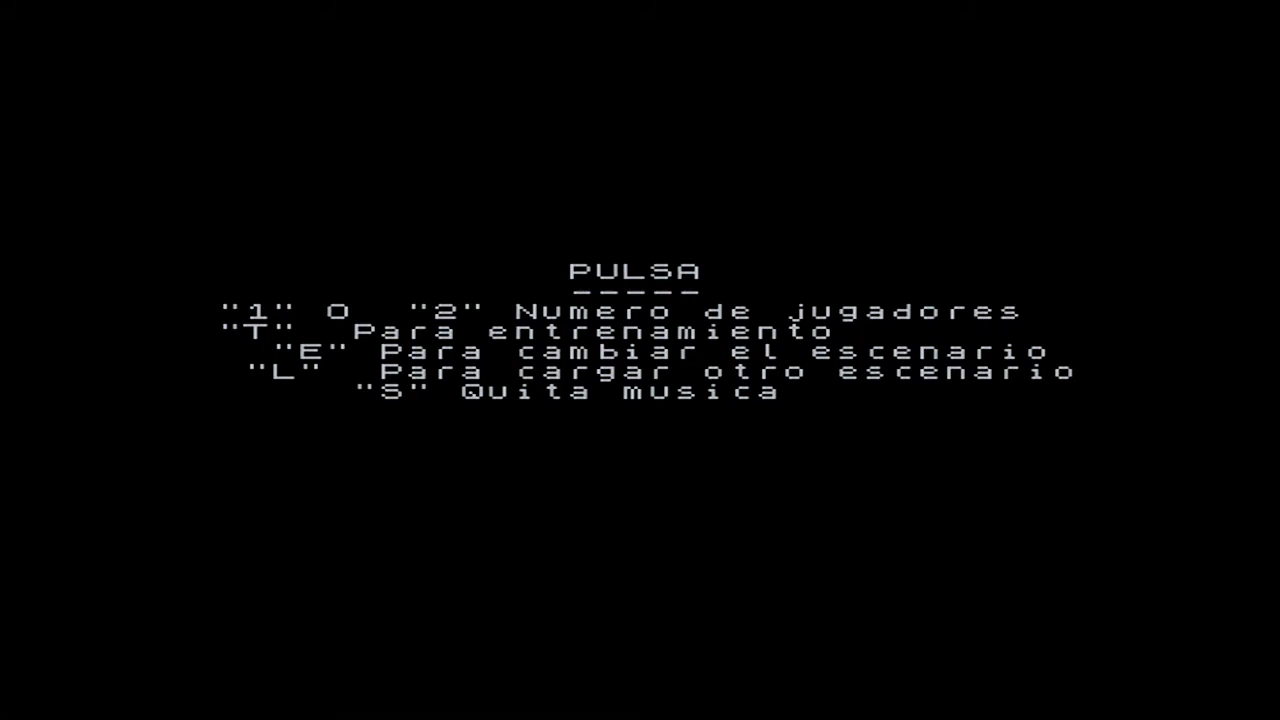 PULSA
-----
"1" O "2" Numero de jugadores
"T" Para entrenamiento
"E" Para cambiar el escenario
"L" Para cargar otro escenario
"S" Quita musica